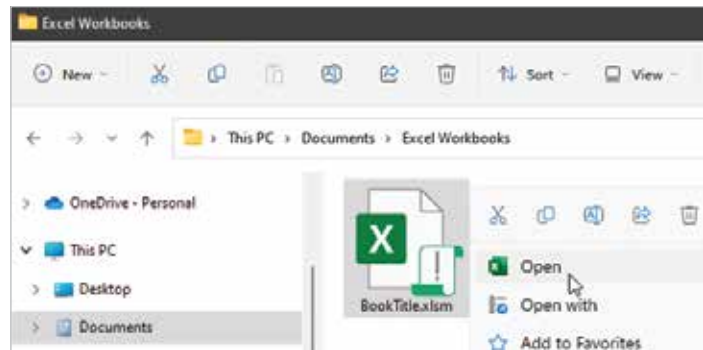 Excel Workbooks
New Sort View
This PC > Documents > Excel Workbooks
OneDrive - Personal
This PC
Desktop
Documents
BookTitle.xlsm
Open
Open with
Add to Favorites